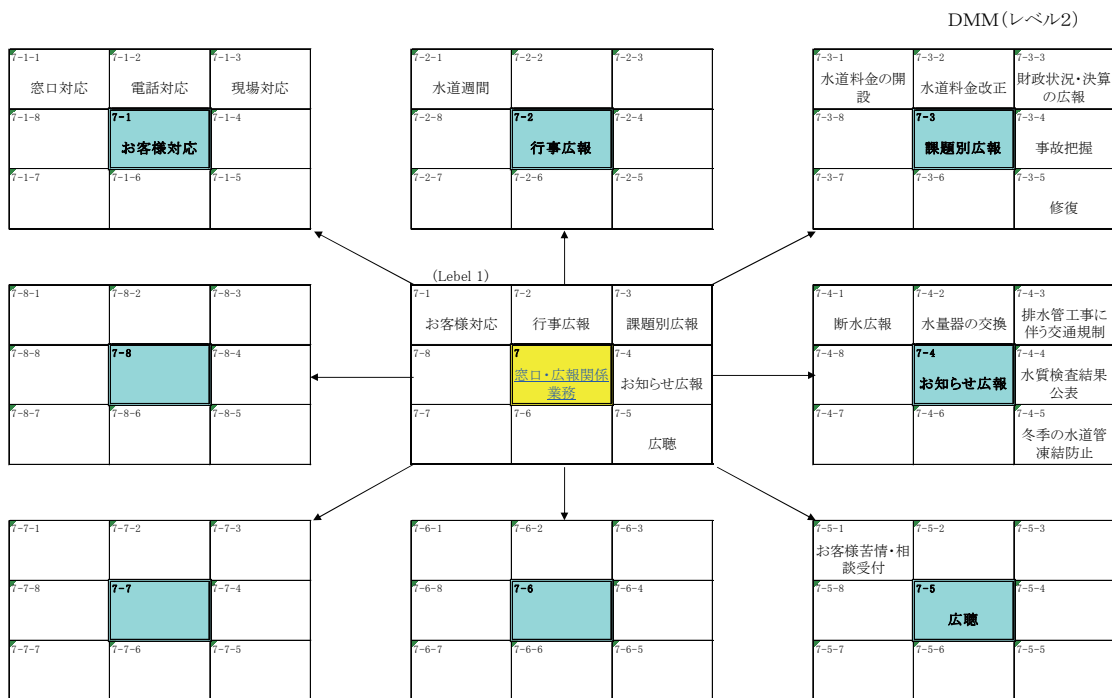 DMM(レベル2)
7-1-1
7-1-2
7-1-3
窓口対応
電話対応
現場対応
7-1-8
7-1
7-1-4
お客様対応
7-1-7
7-1-6
7-1-5
7-2-1
7-2-2
7-2-3
水道週間
7-2-8
7-2
7-2-4
行事広報
7-2-7
7-2-6
7-2-5
7-3-1
7-3-2
7-3-3
水道料金の開
設
水道料金改正
財政状況・決算
の広報
7-3-8
7-3
7-3-4
課題別広報
事故把握
7-3-7
7-3-6
7-3-5
修復
7-8-1
7-8-2
7-8-3
7-8-8
7-8
7-8-4
7-8-7
7-8-6
7-8-5
(Lebel 1)
7-1
7-2
7-3
お客様対応
行事広報
課題別広報
7-8
7
7-4
窓口・広報関係
業務
お知らせ広報
7-7
7-6
7-5
広聴
7-4-1
7-4-2
7-4-3
断水広報
水量器の交換
排水管工事に
伴う交通規制
7-4-8
7-4
7-4-4
お知らせ広報
水質検査結果
公表
7-4-7
7-4-6
7-4-5
冬季の水道管
凍結防止
7-7-1
7-7-2
7-7-3
7-7-8
7-7
7-7-4
7-7-7
7-7-6
7-7-5
7-6-1
7-6-2
7-6-3
7-6-8
7-6
7-6-4
7-6-7
7-6-6
7-6-5
7-5-1
7-5-2
7-5-3
お客様苦情・相
談受付
7-5-8
7-5
7-5-4
広聴
7-5-7
7-5-6
7-5-5